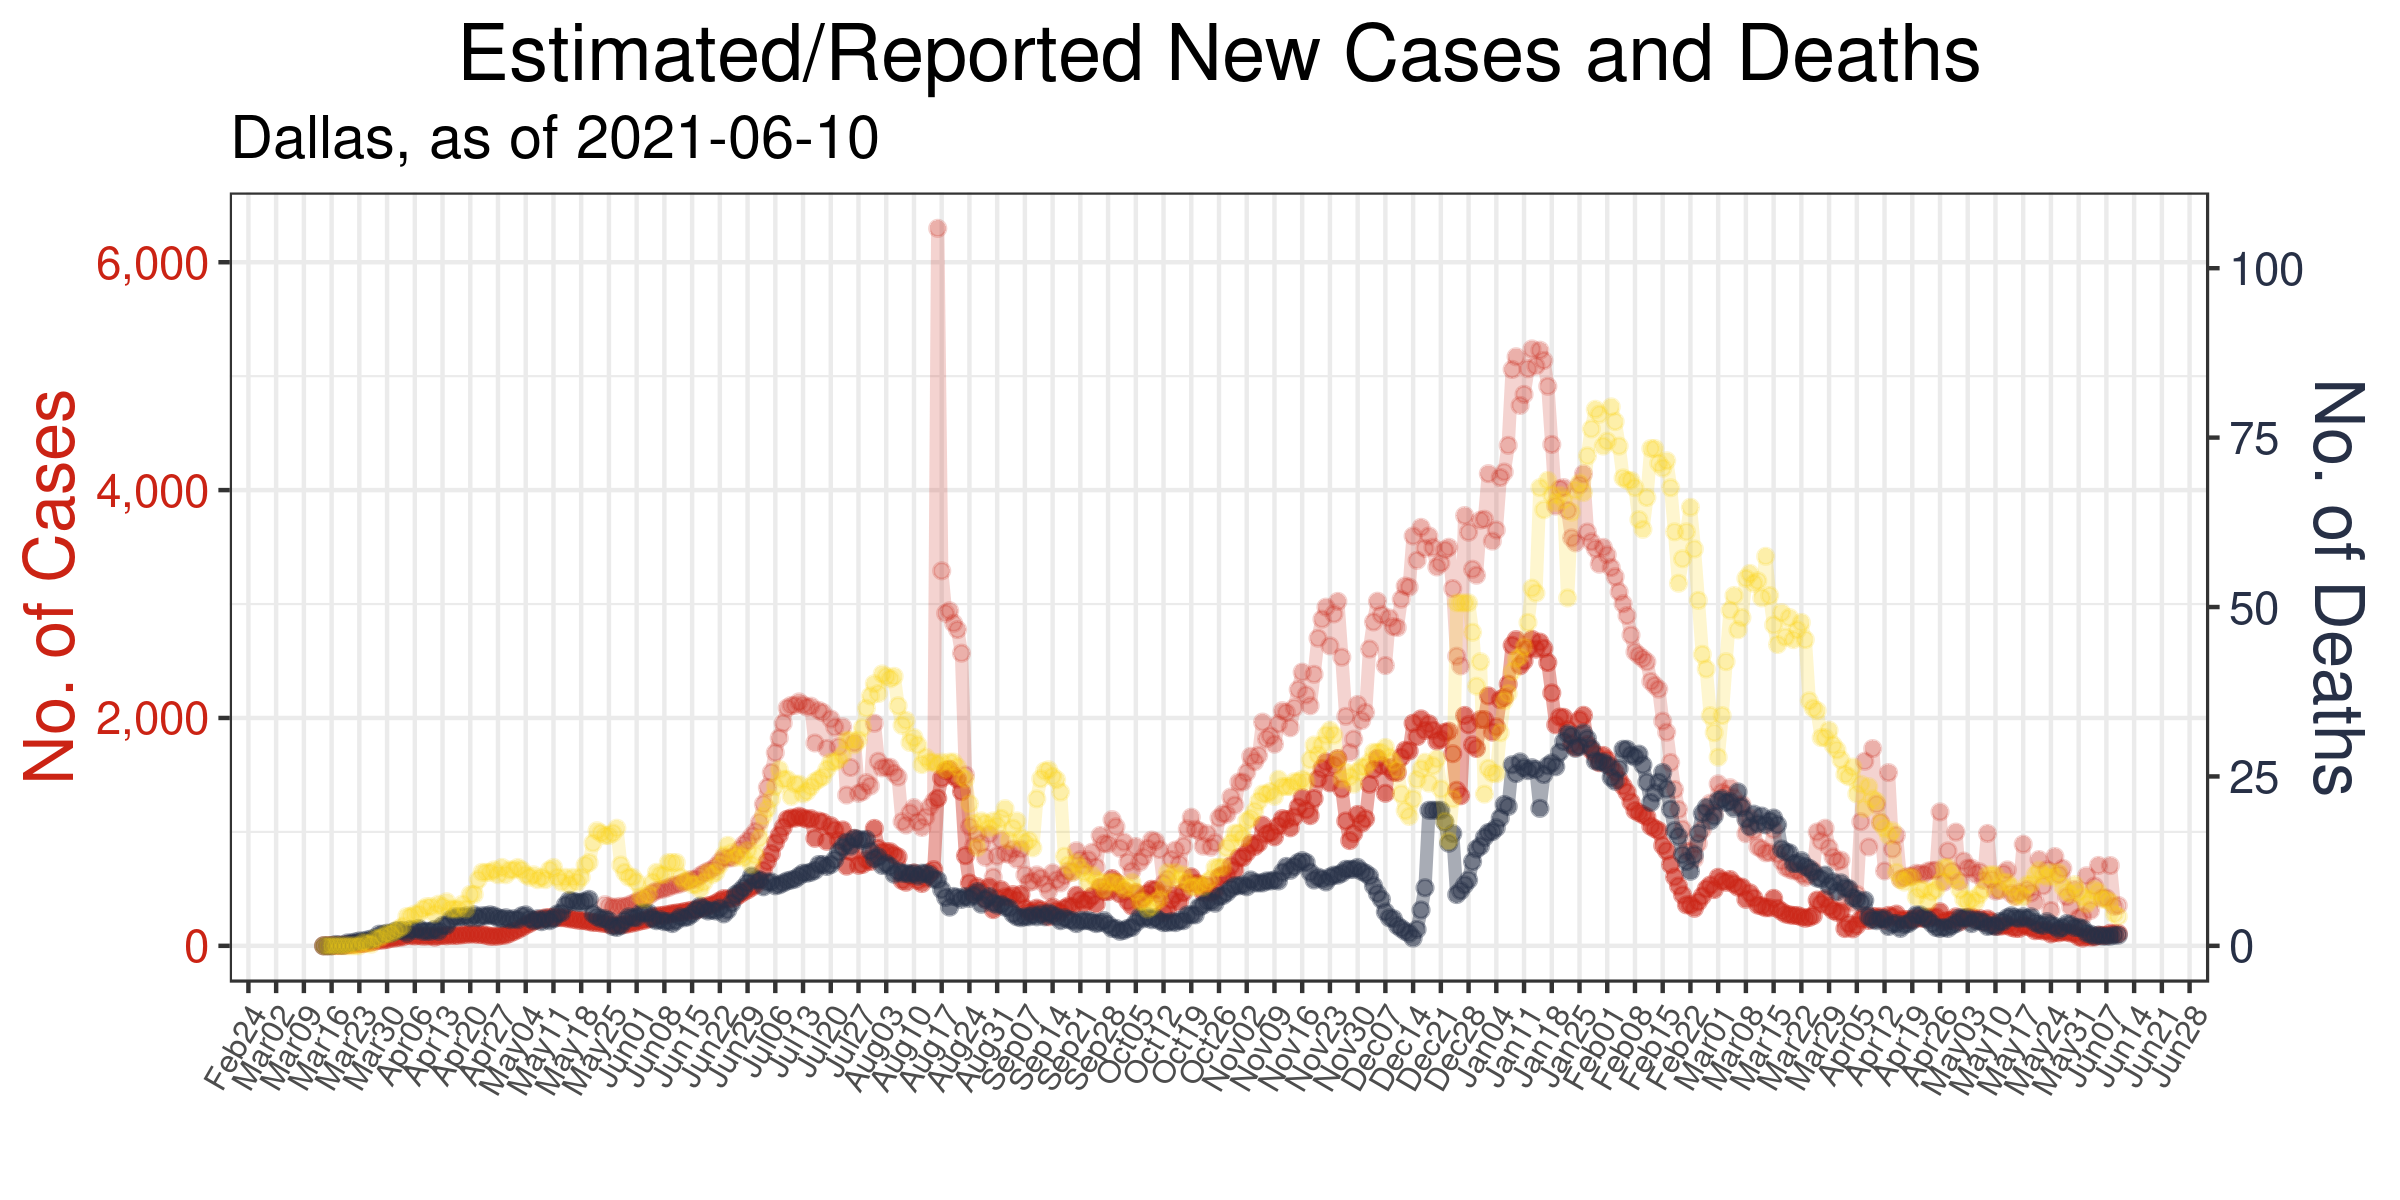 Estimated/Reported New Cases and Deaths
Dallas, as of 2021-06-10
No. of Cases
6,000
4,000
2,000
0
100
75
50
25
0
No. of Deaths
Feb24
Mar02
Mar09
Mar16
Mar23
Mar30
Apr06
Apr13
Apr20
Apr27
May04
May11
May18
May25
Jun01
Jun08
Jun15
Jun22
Jun29
Jul06
Jul13
Jul20
Jul27
Aug03
Aug10
Aug17
Aug24
Aug31
Sep07
Sep14
Sep21
Sep28
Oct05
Oct12
Oct19
Oct26
Nov02
Nov09
Nov16
Nov23
Nov30
Dec07
Dec14
Dec21
Dec28
Jan04
Jan11
Jan18
Jan25
Feb01
Feb08
Feb15
Feb22
Mar01
Mar08
Mar15
Mar22
Mar29
Apr05
Apr12
Apr19
Apr26
May03
May10
May17
May24
May31
Jun07
Jun14
Jun21
Jun28